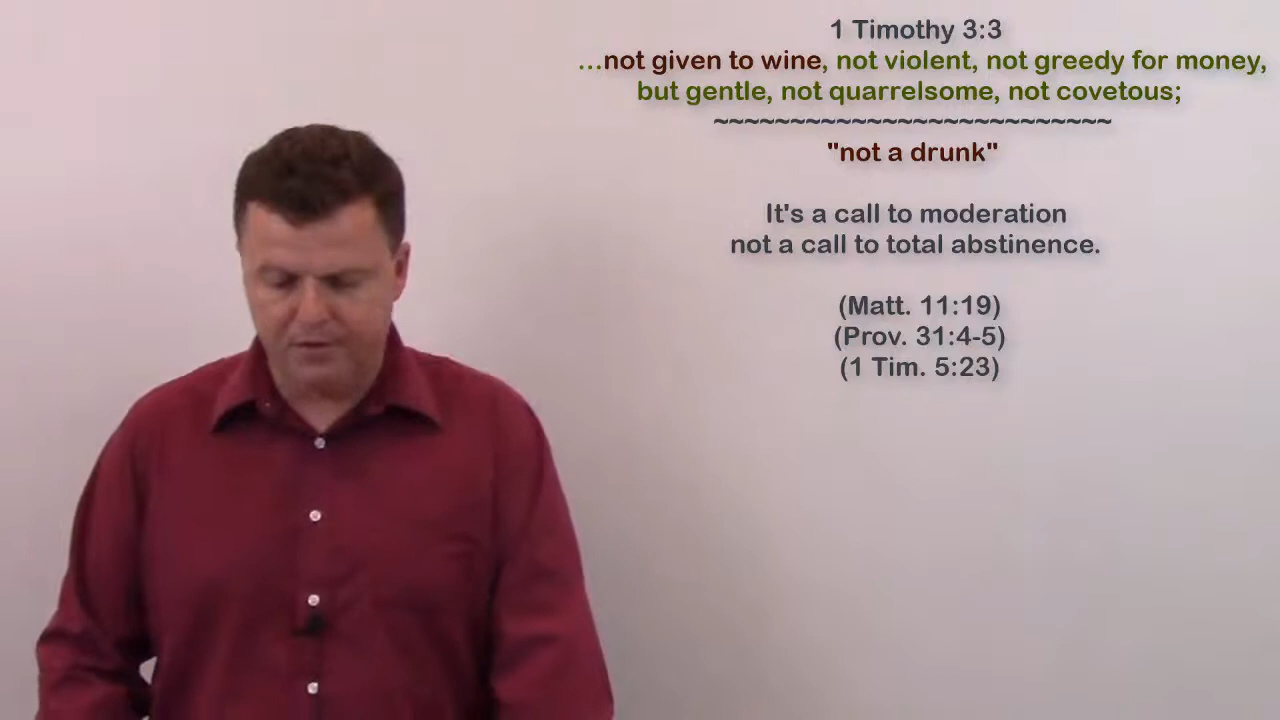 1 Timothy 3:3
...not given to wine, not violent, not greedy for money,
but gentle, not quarrelsome, not covetous;
~~~~~~~~~~~~~~~~~~~~~~~~~~
"not a drunk"
It's a call to moderation
not a call to total abstinence.
(Matt. 11:19)
(Prov. 31:4-5)
(1 Tim. 5:23)